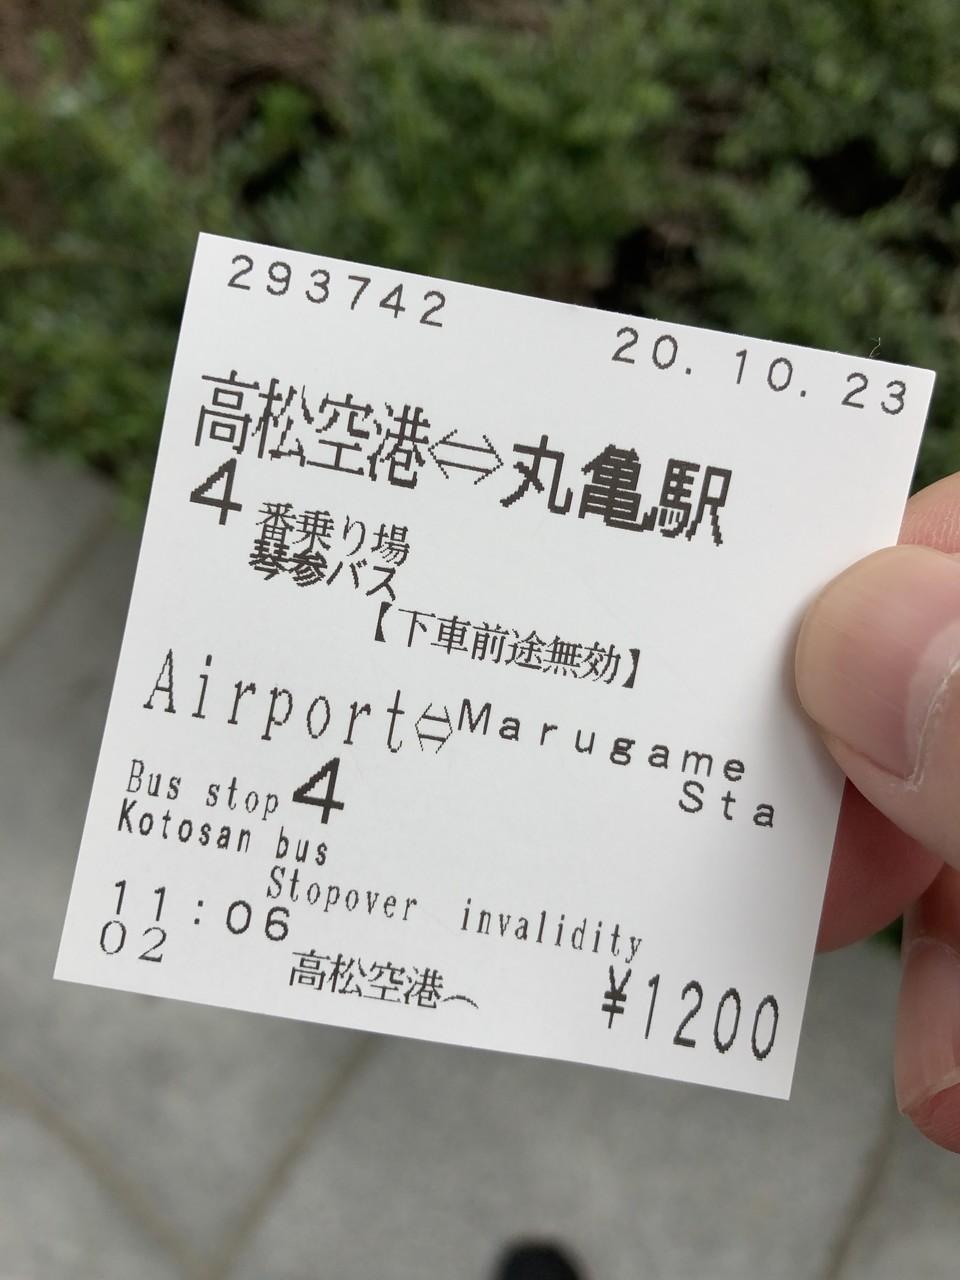 293742 20.10.23
高松空港⇔丸亀駅
4番乗り場
琴参バス
【下車前途無効】
Airport⇔Marugame
Sta
Bus stop 4
Kotosan bus
Stopover invalidity
11:06
02 高松空港へ ¥1200